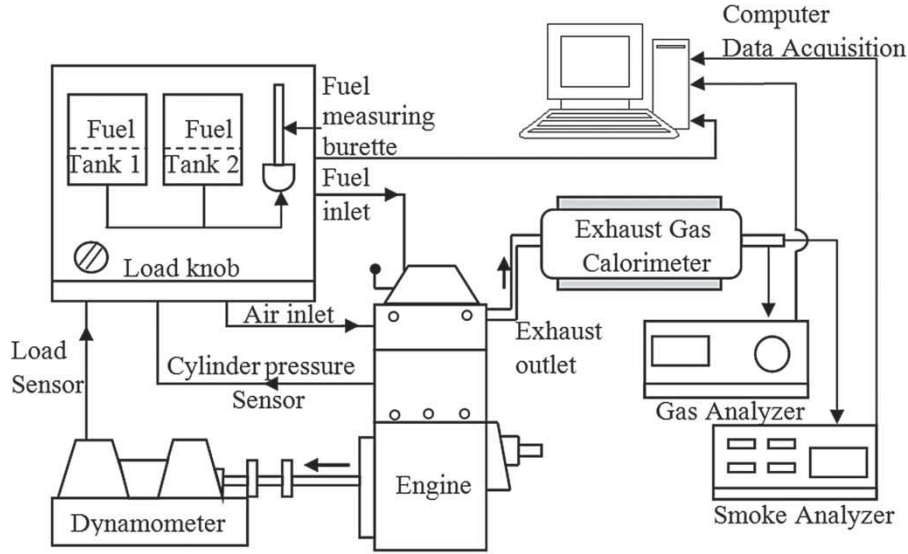 Computer
Data Acquisition
Fuel
Tank 1
Fuel
Tank 2
Fuel
measuring
burette
Fuel
inlet
Load knob
Exhaust Gas
Calorimeter
Air inlet
Exhaust
outlet
Load
Sensor
Cylinder pressure
Sensor
Gas Analyzer
Engine
Dynamometer
Smoke Analyzer